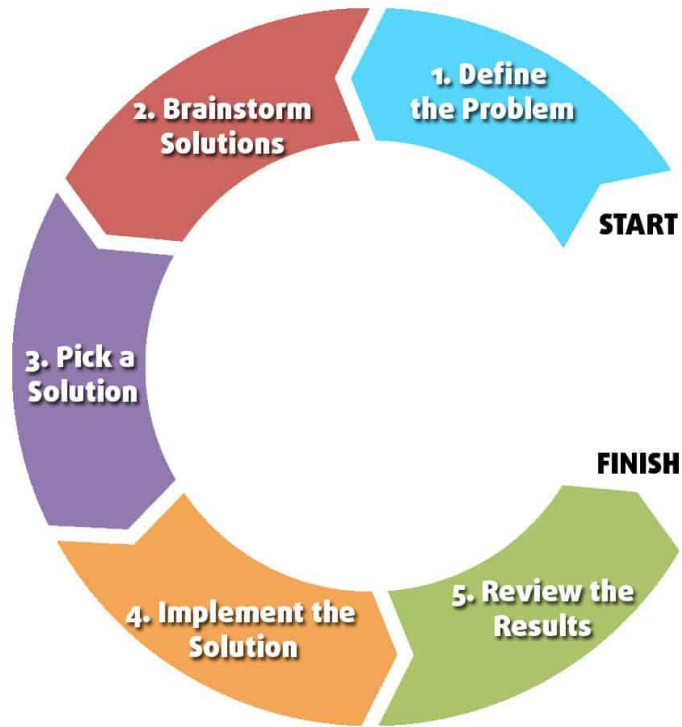 START
1. Define
the Problem
2. Brainstorm
Solutions
3. Pick a
Solution
4. Implement the
Solution
5. Review the
Results
FINISH